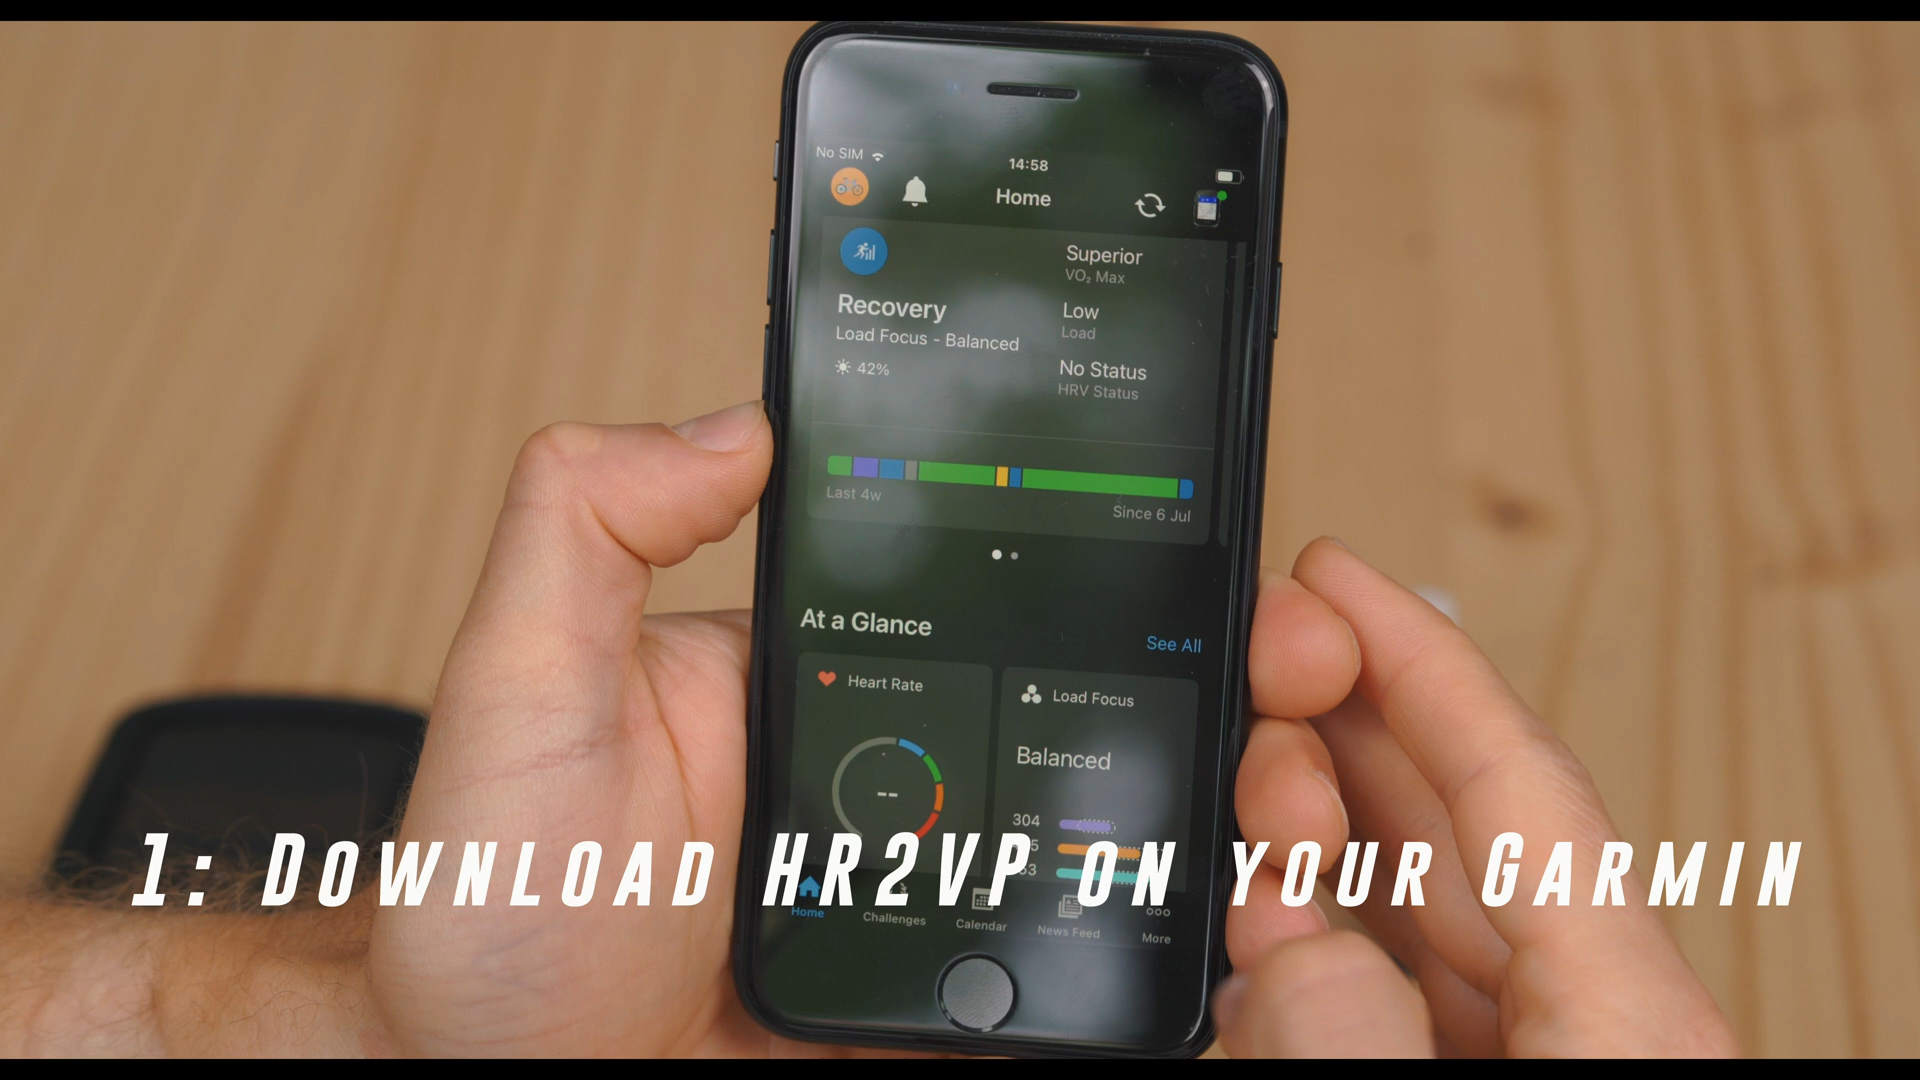 No SIM
14:58
Home
Superior
VO₂ Max
Recovery
Low
Load Focus - Balanced
Load
42%
No Status
HRV Status
Last 4w
Since 6 Jul
At a Glance
See All
Heart Rate
Load Focus
Balanced
--
304
1: Download HR2VP on your Garmin
Home
Challenges
Calendar
News Feed
More